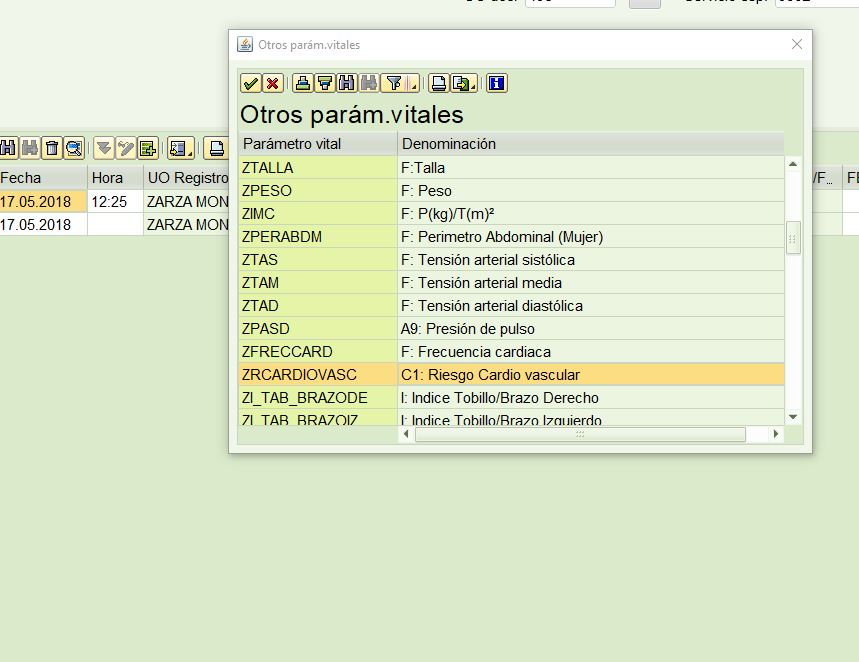 Otros parám.vitales
Otros parám.vitales
Parámetro vital Denominación
ZTALLA F:Talla
ZPESO F: Peso
ZIMC F: P(kg)/T(m)²
ZPERABDM F: Perimetro Abdominal (Mujer)
ZTAS F: Tensión arterial sistólica
ZTAM F: Tensión arterial media
ZTAD F: Tensión arterial diastólica
ZPASD A9: Presión de pulso
ZFRECCARD F: Frecuencia cardiaca
ZRCARDIOVASC C1: Riesgo Cardio vascular
ZI_TAB_BRAZODE I: Indice Tobillo/Brazo Derecho
ZI_TAB_BRAZOIZ I: Indice Tobillo/Brazo Izquierdo
Fecha Hora UO Registro /F... FE
17.05.2018 12:25 ZARZA MON
17.05.2018 ZARZA MON